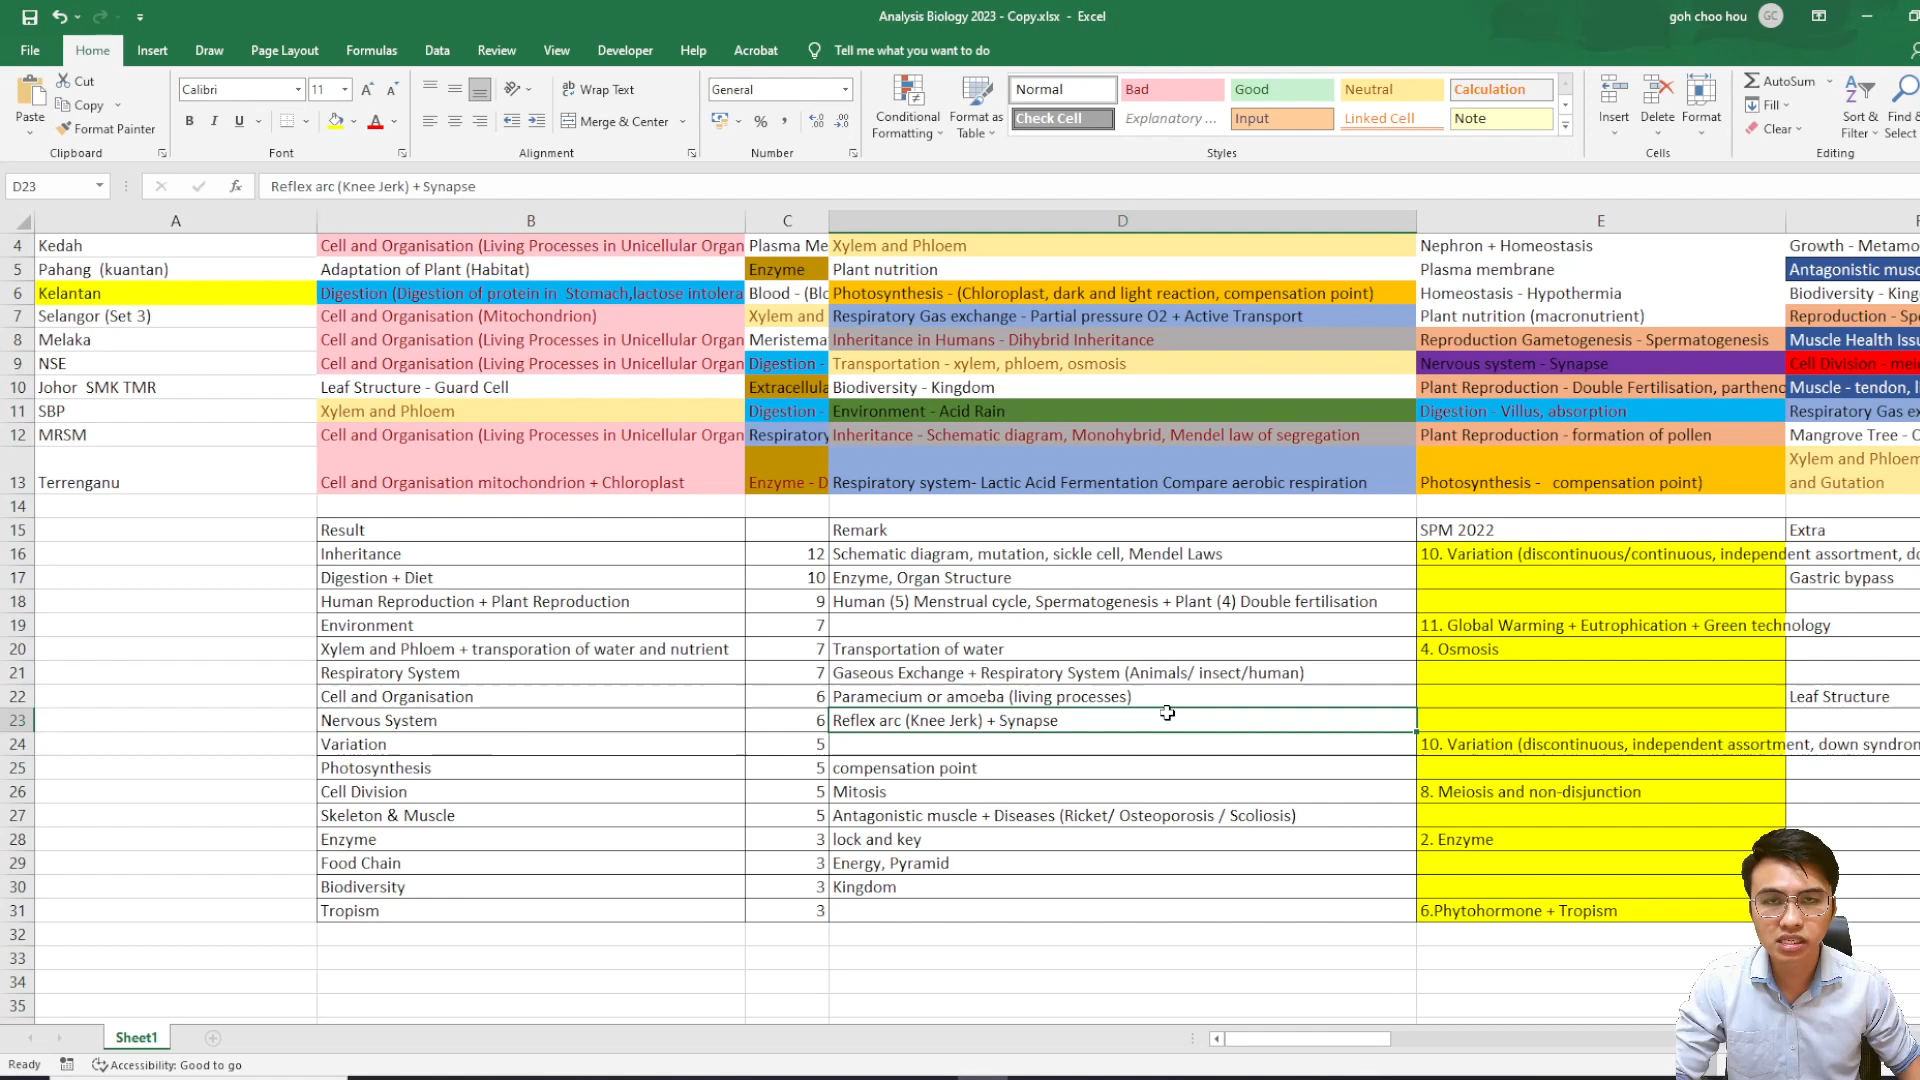 Analysis Biology 2023 - Copy.xlsx - Excel
goh choo hou GC
File Home Insert Draw Page Layout Formulas Data Review View Developer Help Acrobat Tell me what you want to do
Paste
Cut
Copy
Format Painter
Clipboard
Calibri 11
B I U
Font
Wrap Text
Merge & Center
Alignment
General
Number
Conditional Formatting
Format as Table
Normal Bad Good Neutral Calculation
Check Cell Explanatory ... Input Linked Cell Note
Styles
Insert Delete Format
Cells
AutoSum
Fill
Clear
Sort & Filter
Find & Select
Editing
D23 fx Reflex arc (Knee Jerk) + Synapse
A B C D E
4 Kedah Cell and Organisation (Living Processes in Unicellular Organ Plasma Me Xylem and Phloem Nephron + Homeostasis Growth - Metamo
5 Pahang (kuantan) Adaptation of Plant (Habitat) Enzyme Plant nutrition Plasma membrane Antagonistic musc
6 Kelantan Digestion (Digestion of protein in Stomach,lactose intolera Blood - (Blo Photosynthesis - (Chloroplast, dark and light reaction, compensation point) Homeostasis - Hypothermia Biodiversity - King
7 Selangor (Set 3) Cell and Organisation (Mitochondrion) Xylem and Respiratory Gas exchange - Partial pressure O2 + Active Transport Plant nutrition (macronutrient) Reproduction - Sp
8 Melaka Cell and Organisation (Living Processes in Unicellular Organ Meristema Inheritance in Humans - Dihybrid Inheritance Reproduction Gametogenesis - Spermatogenesis Muscle Health Issu
9 NSE Cell and Organisation (Living Processes in Unicellular Organ Digestion - Transportation - xylem, phloem, osmosis Nervous system - Synapse Cell Division - meio
10 Johor SMK TMR Leaf Structure - Guard Cell Extracellula Biodiversity - Kingdom Plant Reproduction - Double Fertilisation, parthenc Muscle - tendon, li
11 SBP Xylem and Phloem Digestion - Environment - Acid Rain Digestion - Villus, absorption Respiratory Gas ex
12 MRSM Cell and Organisation (Living Processes in Unicellular Organ Respiratory Inheritance - Schematic diagram, Monohybrid, Mendel law of segregation Plant Reproduction - formation of pollen Mangrove Tree - C
Xylem and Phloem
13 Terrenganu Cell and Organisation mitochondrion + Chloroplast Enzyme - D Respiratory system- Lactic Acid Fermentation Compare aerobic respiration Photosynthesis - compensation point) and Gutation
14
15 Result Remark SPM 2022 Extra
16 Inheritance 12 Schematic diagram, mutation, sickle cell, Mendel Laws 10. Variation (discontinuous/continuous, independent assortment, do
17 Digestion + Diet 10 Enzyme, Organ Structure Gastric bypass
18 Human Reproduction + Plant Reproduction 9 Human (5) Menstrual cycle, Spermatogenesis + Plant (4) Double fertilisation
19 Environment 7 11. Global Warming + Eutrophication + Green technology
20 Xylem and Phloem + transporation of water and nutrient 7 Transportation of water 4. Osmosis
21 Respiratory System 7 Gaseous Exchange + Respiratory System (Animals/ insect/human)
22 Cell and Organisation 6 Paramecium or amoeba (living processes) Leaf Structure
23 Nervous System 6 Reflex arc (Knee Jerk) + Synapse
24 Variation 5 10. Variation (discontinuous, independent assortment, down syndron
25 Photosynthesis 5 compensation point
26 Cell Division 5 Mitosis 8. Meiosis and non-disjunction
27 Skeleton & Muscle 5 Antagonistic muscle + Diseases (Ricket/ Osteoporosis / Scoliosis)
28 Enzyme 3 lock and key 2. Enzyme
29 Food Chain 3 Energy, Pyramid
30 Biodiversity 3 Kingdom
31 Tropism 3 6.Phytohormone + Tropism
32
33
34
35
Sheet1
Ready Accessibility: Good to go